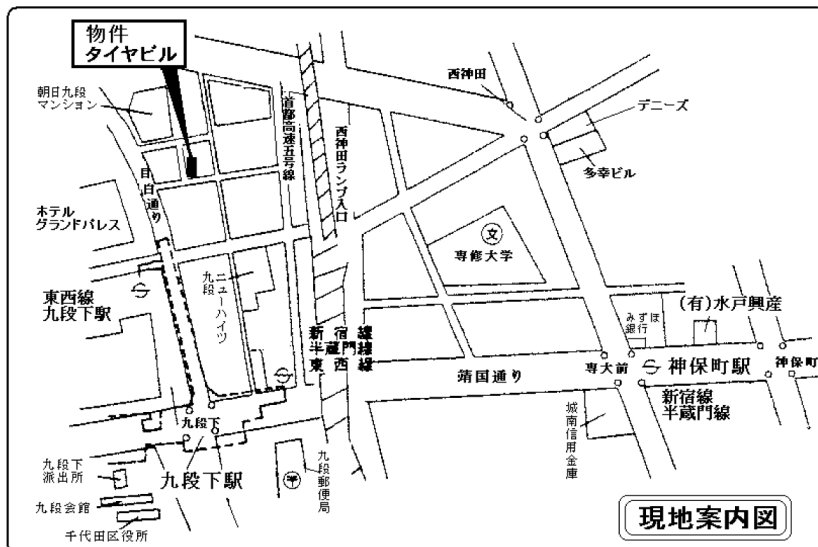 物件
タイヤビル
朝日九段
マンション
首都高速五号線
西神田ランプ入口
西神田
デニーズ
多幸ビル
目白通り
ホテル
グランドパレス
文
専修大学
東西線
九段下駅
ニューハイツ
九段
みずほ
銀行
(有)水戸興産
新宿線
半蔵門線
東西線
靖国通り
専大前
神保町駅
神保町
新宿線
半蔵門線
九段下
九段下駅
城南信用金庫
九段郵便局
〒
九段下
派出所
九段会館
千代田区役所
現地案内図